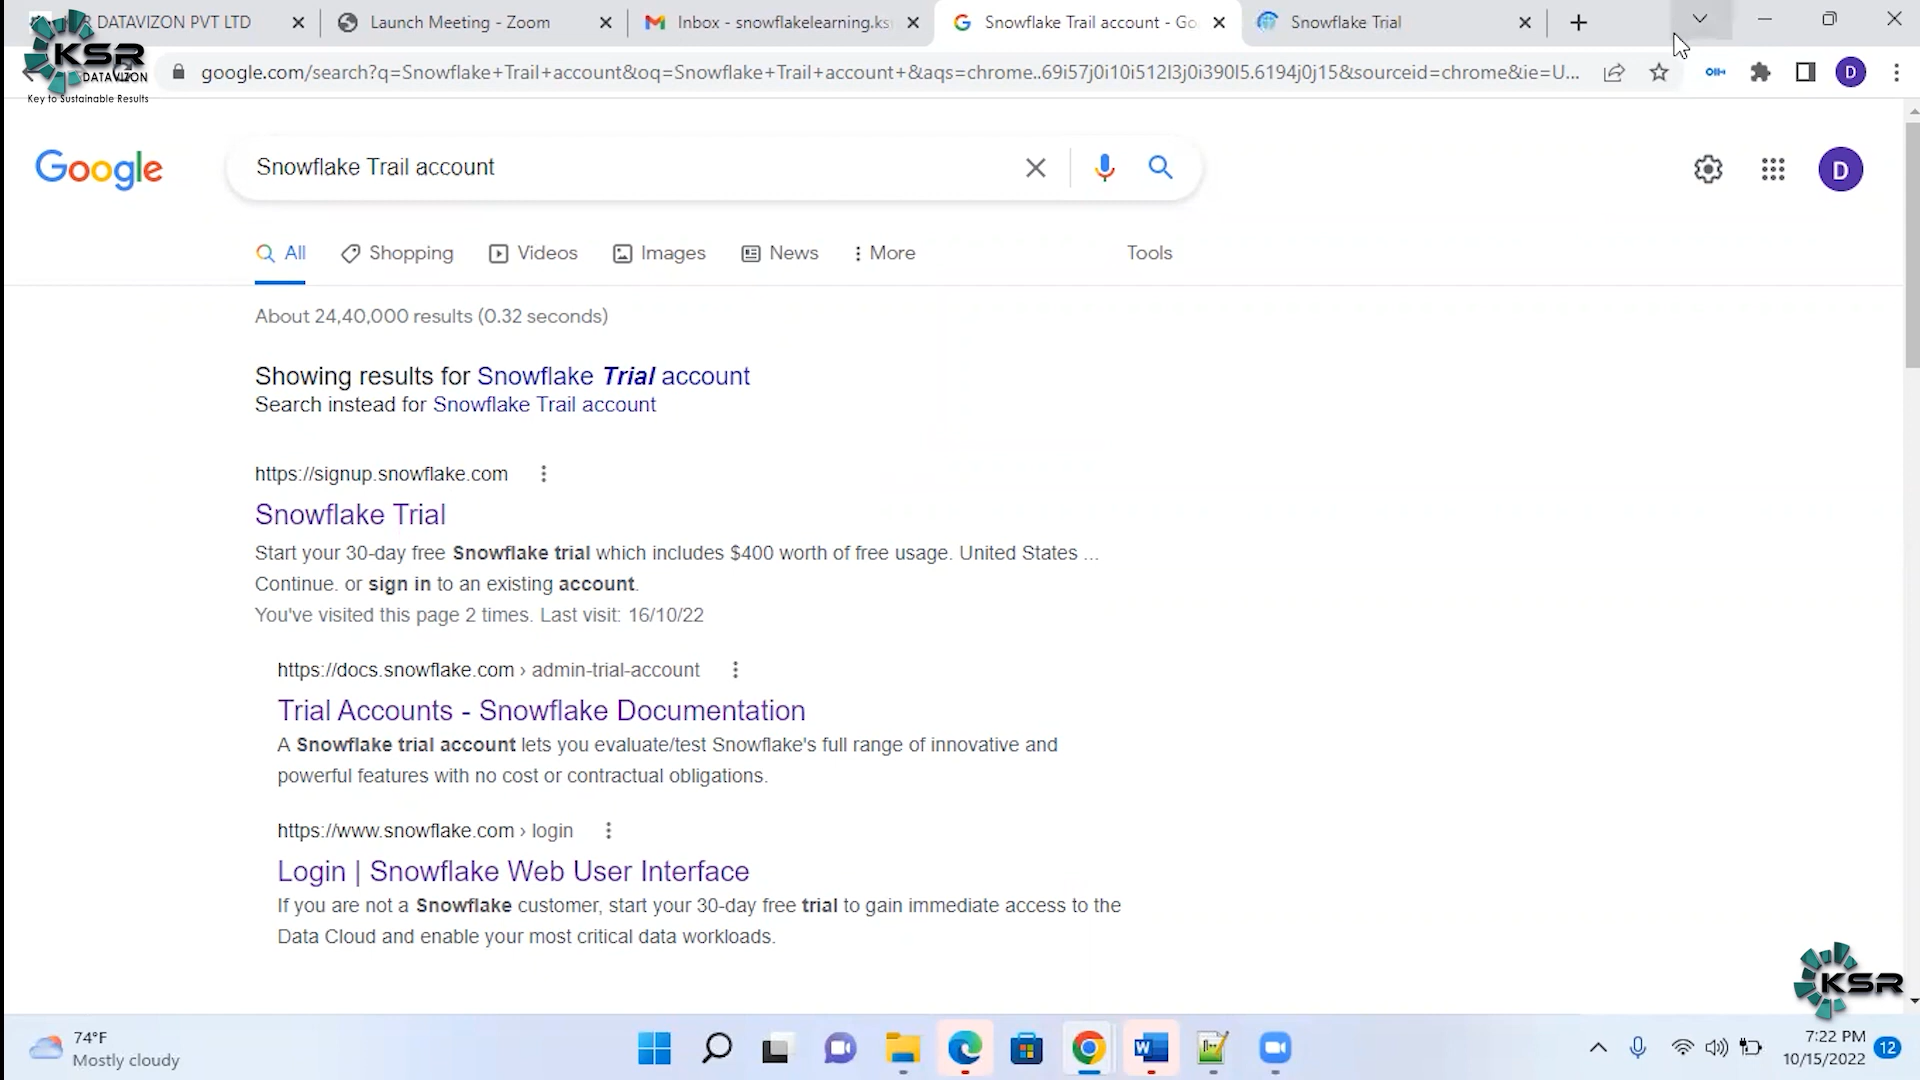 DATAVIZON PVT LTD
Launch Meeting - Zoom
Inbox - snowflakelearning.ks
Snowflake Trail account - Go
Snowflake Trial
KSR
DATAVIZON
Key to Sustainable Results
google.com/search?q=Snowflake+Trail+account&oq=Snowflake+Trail+account+&aqs=chrome..69i57j0i10i512l3j0i390l5.6194j0j15&sourceid=chrome&ie=U...
D
Google
Snowflake Trail account
D
All
Shopping
Videos
Images
News
More
Tools
About 24,40,000 results (0.32 seconds)
Showing results for Snowflake Trial account
Search instead for Snowflake Trail account
https://signup.snowflake.com
Snowflake Trial
Start your 30-day free Snowflake trial which includes $400 worth of free usage. United States ...
Continue. or sign in to an existing account.
You've visited this page 2 times. Last visit: 16/10/22
https://docs.snowflake.com › admin-trial-account
Trial Accounts - Snowflake Documentation
A Snowflake trial account lets you evaluate/test Snowflake's full range of innovative and
powerful features with no cost or contractual obligations.
https://www.snowflake.com › login
Login | Snowflake Web User Interface
If you are not a Snowflake customer, start your 30-day free trial to gain immediate access to the
Data Cloud and enable your most critical data workloads.
KSR
74°F
Mostly cloudy
7:22 PM
10/15/2022
12